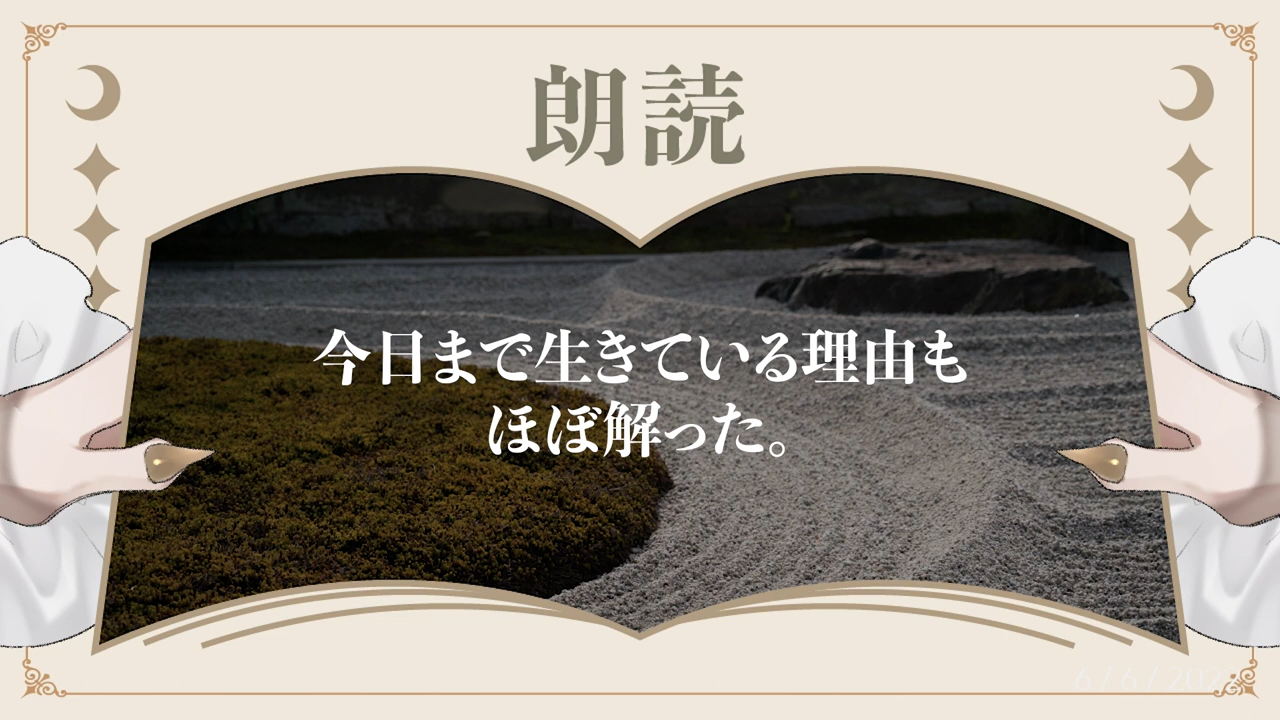 朗読
今日まで生きている理由も
ほぼ解った。